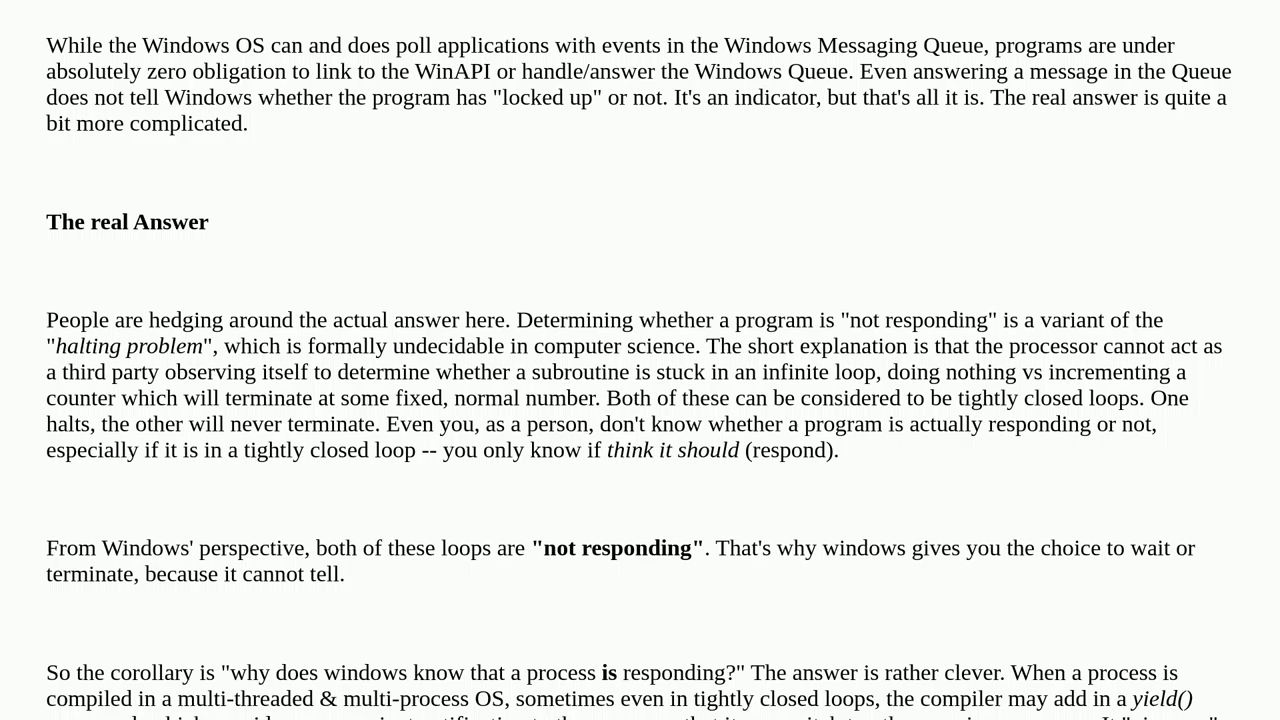 While the Windows OS can and does poll applications with events in the Windows Messaging Queue, programs are under
absolutely zero obligation to link to the WinAPI or handle/answer the Windows Queue. Even answering a message in the Queue
does not tell Windows whether the program has "locked up" or not. It's an indicator, but that's all it is. The real answer is quite a
bit more complicated.
The real Answer
People are hedging around the actual answer here. Determining whether a program is "not responding" is a variant of the
"halting problem", which is formally undecidable in computer science. The short explanation is that the processor cannot act as
a third party observing itself to determine whether a subroutine is stuck in an infinite loop, doing nothing vs incrementing a
counter which will terminate at some fixed, normal number. Both of these can be considered to be tightly closed loops. One
halts, the other will never terminate. Even you, as a person, don't know whether a program is actually responding or not,
especially if it is in a tightly closed loop -- you only know if think it should (respond).
From Windows' perspective, both of these loops are "not responding". That's why windows gives you the choice to wait or
terminate, because it cannot tell.
So the corollary is "why does windows know that a process is responding?" The answer is rather clever. When a process is
compiled in a multi-threaded & multi-process OS, sometimes even in tightly closed loops, the compiler may add in a yield()